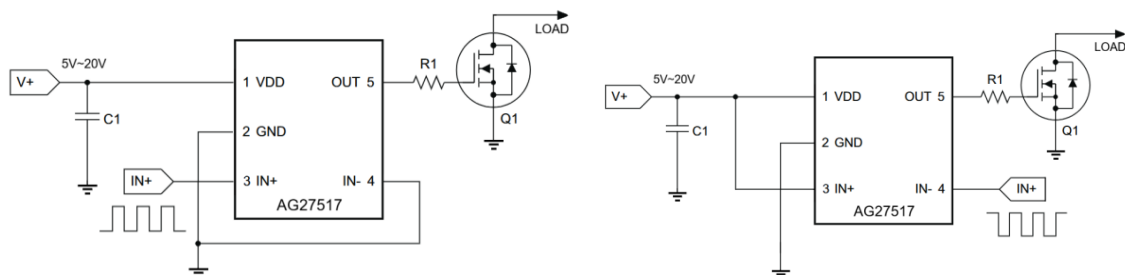 LOAD
5V~20V
V+
R1
1 VDD
OUT 5
C1
Q1
2 GND
IN+
3 IN+
IN- 4
AG27517
LOAD
5V~20V
V+
R1
1 VDD
OUT 5
C1
Q1
2 GND
3 IN+
IN- 4
IN+
AG27517